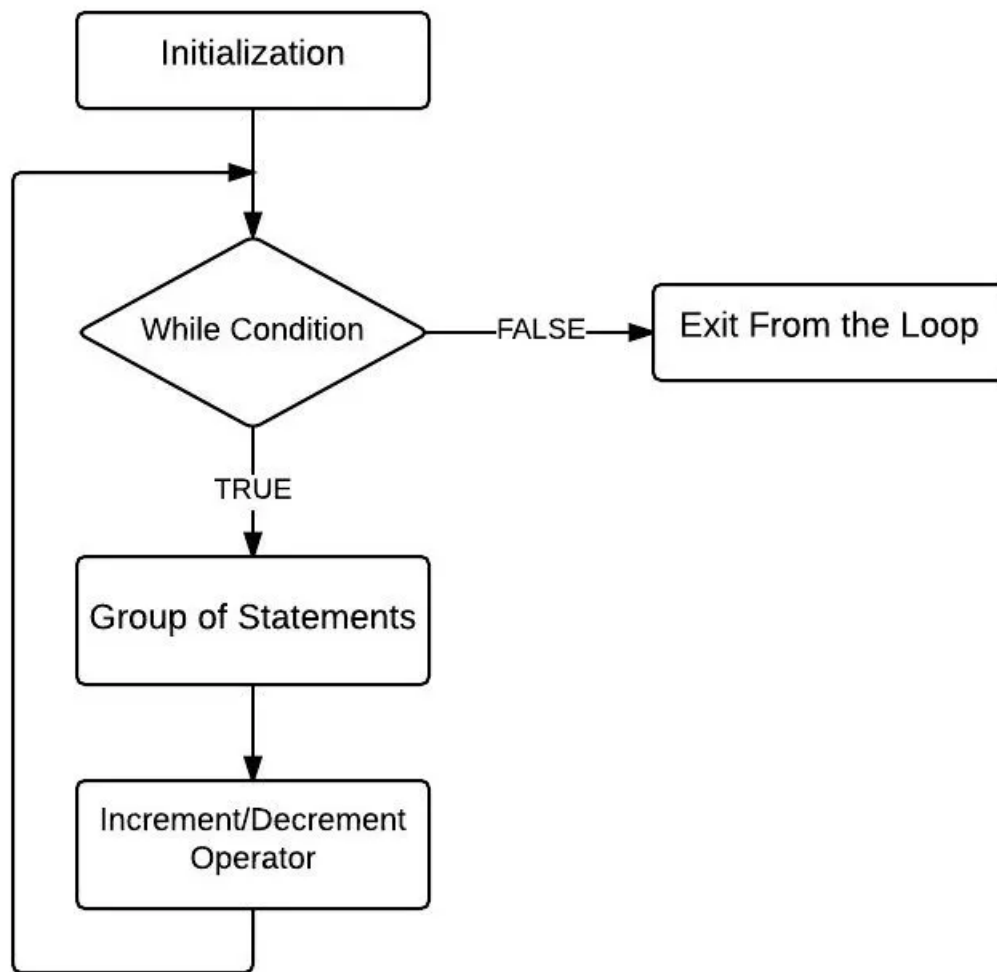 Initialization
While Condition
FALSE
Exit From the Loop
TRUE
Group of Statements
Increment/Decrement
Operator